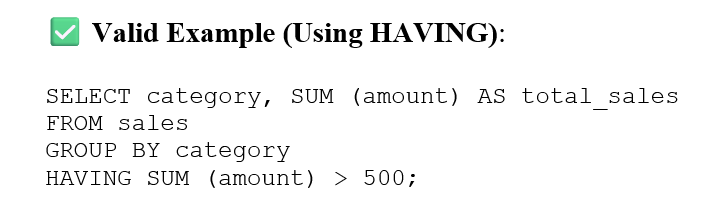 ✅ Valid Example (Using HAVING):
SELECT category, SUM (amount) AS total_sales
FROM sales
GROUP BY category
HAVING SUM (amount) > 500;